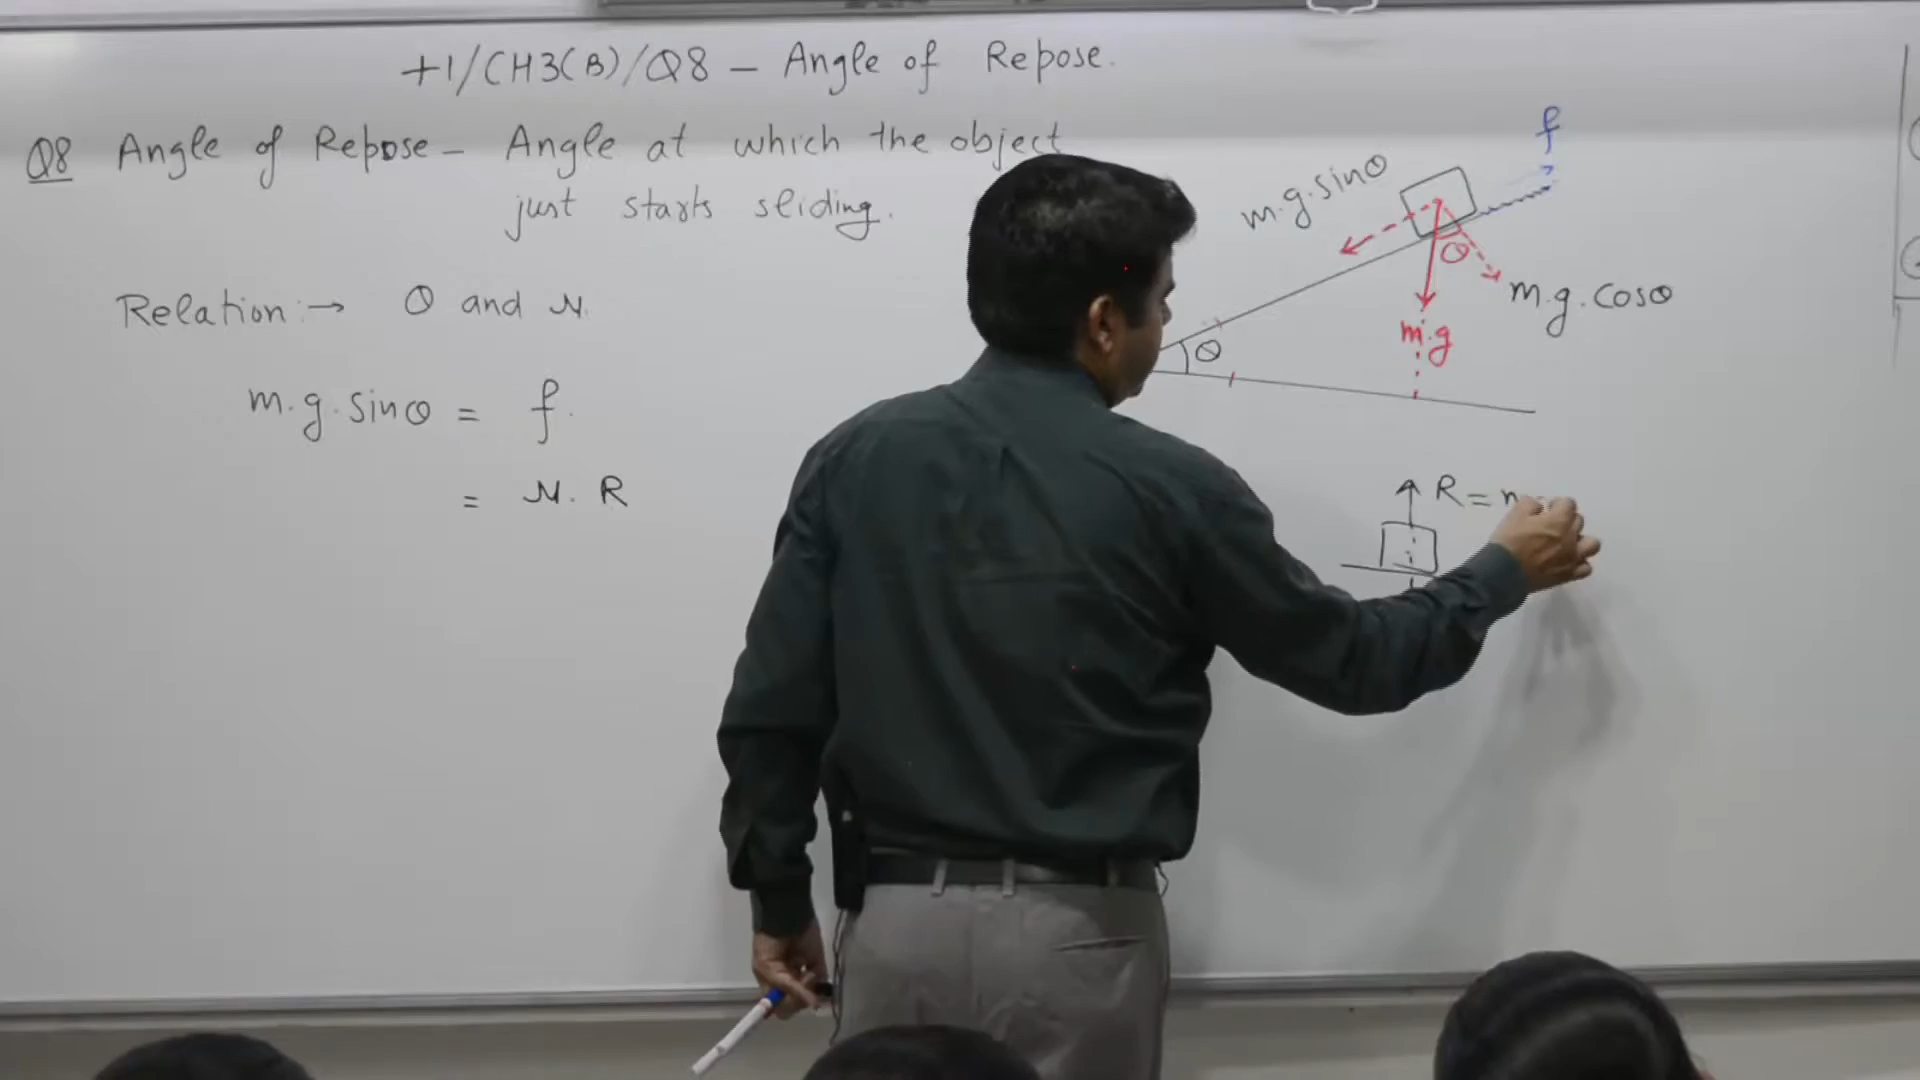 +1/CH3(B)/Q8 – Angle of Repose.
Q8 Angle of Repose – Angle at which the object
just starts sliding.
Relation :→ θ and μ.
m.g.sinθ = f.
= μ. R
f
m.g.sinθ
θ
m.g.cosθ
m.g
θ
R =